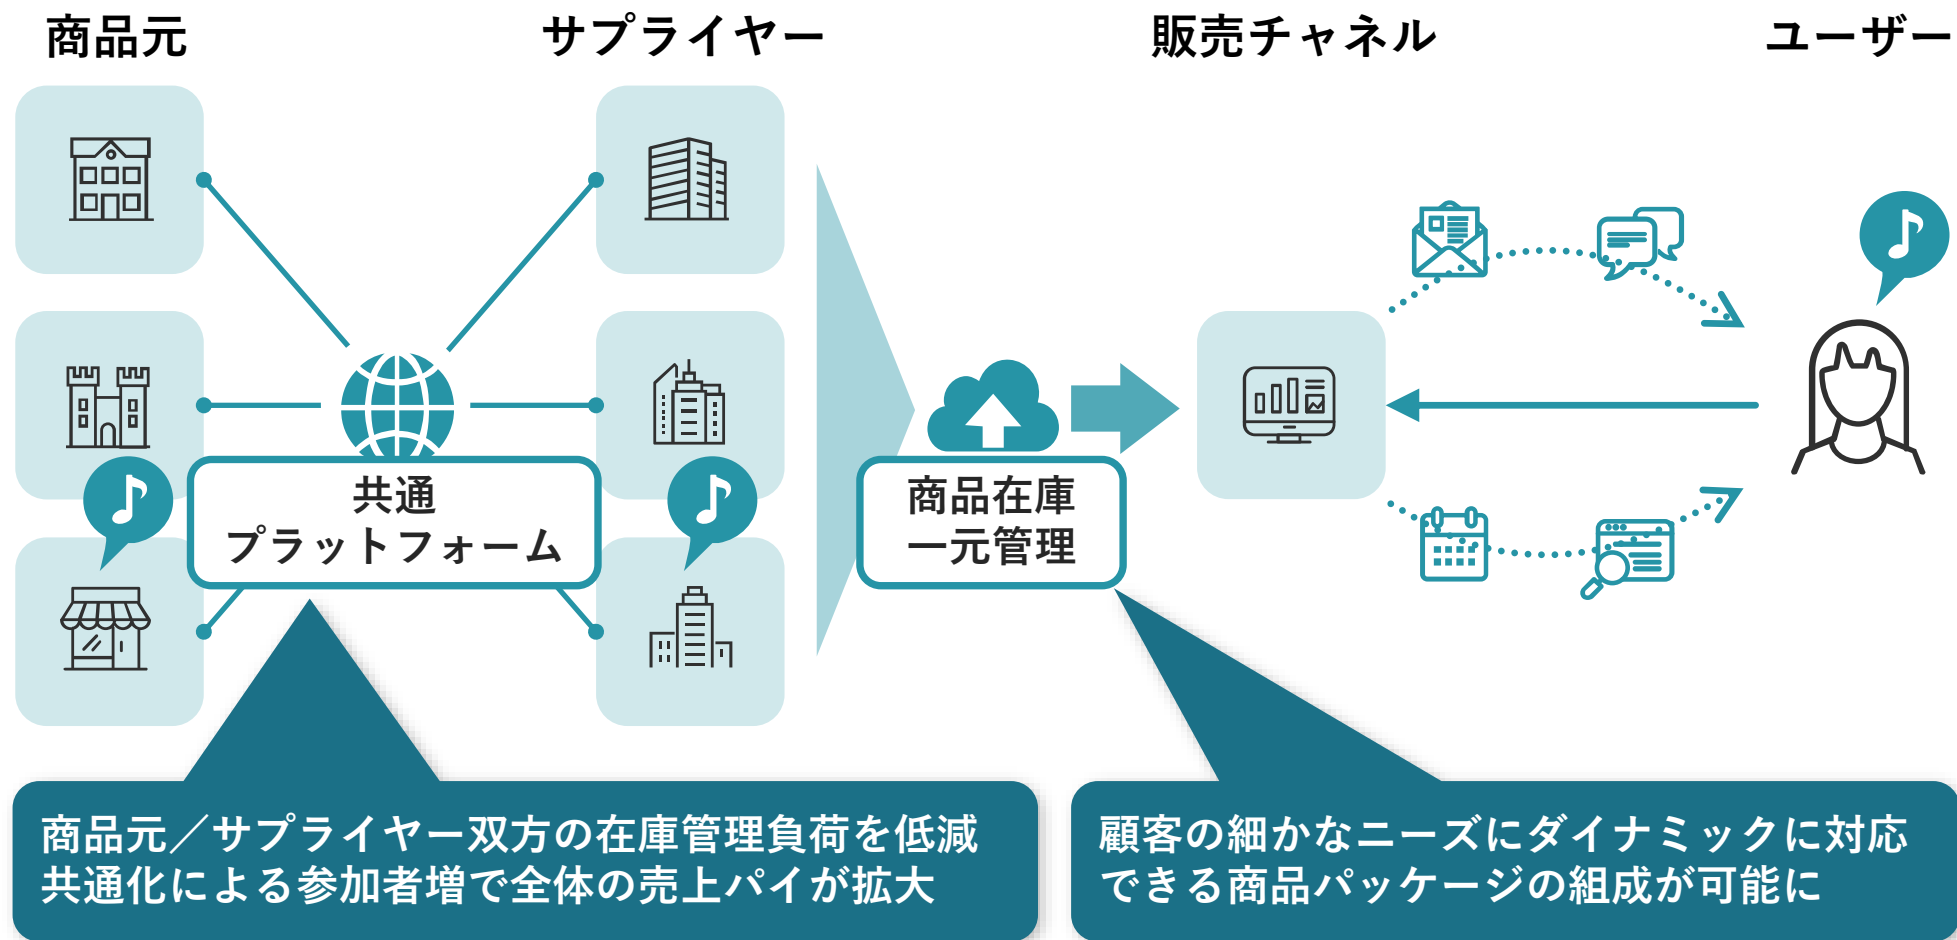 商品元
サプライヤー
販売チャネル
ユーザー
共通
プラットフォーム
商品在庫
一元管理
商品元／サプライヤー双方の在庫管理負荷を低減
共通化による参加者増で全体の売上パイが拡大
顧客の細かなニーズにダイナミックに対応
できる商品パッケージの組成が可能に